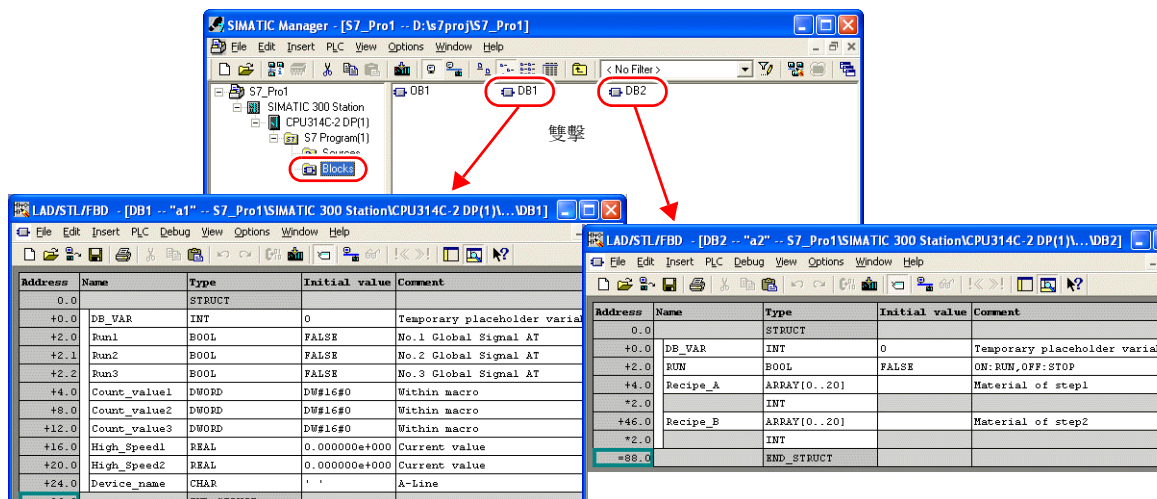 SIMATIC Manager - [S7_Pro1 -- D:\s7proj\S7_Pro1]
File Edit Insert PLC View Options Window Help
< No Filter >
S7_Pro1
SIMATIC 300 Station
CPU314C-2 DP(1)
S7 Program(1)
Sources
Blocks
OB1 DB1 DB2
雙擊
LAD/STL/FBD - [DB1 -- "a1" -- S7_Pro1\SIMATIC 300 Station\CPU314C-2 DP(1)\...\DB1]
File Edit Insert PLC Debug View Options Window Help
Address Name Type Initial value Comment
0.0 STRUCT
+0.0 DB_VAR INT 0 Temporary placeholder varia
+2.0 Run1 BOOL FALSE No.1 Global Signal AT
+2.1 Run2 BOOL FALSE No.2 Global Signal AT
+2.2 Run3 BOOL FALSE No.3 Global Signal AT
+4.0 Count_value1 DWORD DW#16#0 Within macro
+8.0 Count_value2 DWORD DW#16#0 Within macro
+12.0 Count_value3 DWORD DW#16#0 Within macro
+16.0 High_Speed1 REAL 0.000000e+000 Current value
+20.0 High_Speed2 REAL 0.000000e+000 Current value
+24.0 Device_name CHAR ' ' A-Line
LAD/STL/FBD - [DB2 -- "a2" -- S7_Pro1\SIMATIC 300 Station\CPU314C-2 DP(1)\...\DB2]
File Edit Insert PLC Debug View Options Window Help
Address Name Type Initial value Comment
0.0 STRUCT
+0.0 DB_VAR INT 0 Temporary placeholder varia
+2.0 RUN BOOL FALSE ON:RUN,OFF:STOP
+4.0 Recipe_A ARRAY[0..20] Material of step1
*2.0 INT
+46.0 Recipe_B ARRAY[0..20] Material of step2
*2.0 INT
=88.0 END_STRUCT